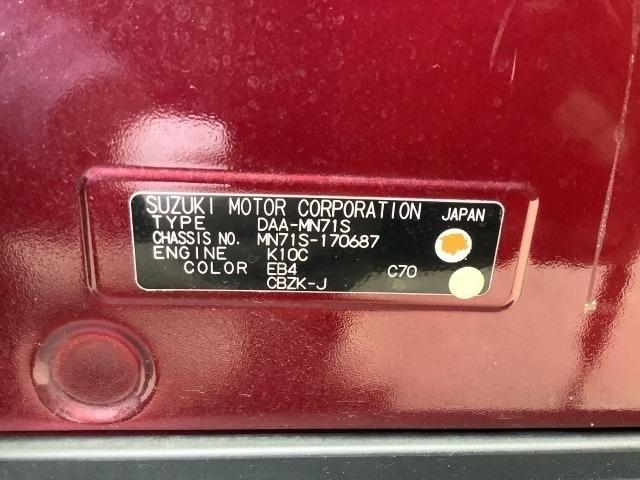 SUZUKI MOTOR CORPORATION JAPAN
TYPE DAA-MN71S
CHASSIS NO. MN71S-170687
ENGINE K10C
COLOR EB4 C70
CBZK-J